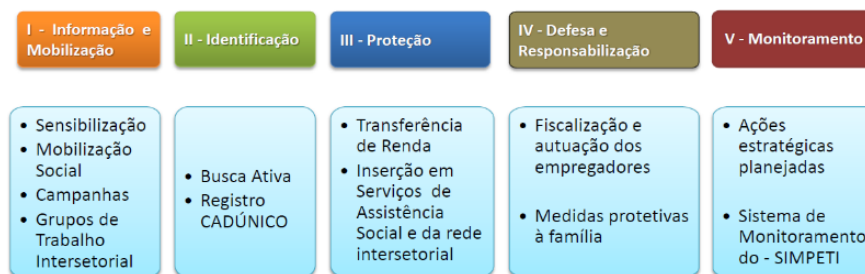 I - Informação e
Mobilização
II - Identificação
III - Proteção
IV - Defesa e
Responsabilização
V - Monitoramento
• Sensibilização
• Mobilização
Social
• Campanhas
• Grupos de
Trabalho
Intersetorial
• Busca Ativa
• Registro
CADÚNICO
• Transferência
de Renda
• Inserção em
Serviços de
Assistência
Social e da rede
intersetorial
• Fiscalização e
autuação dos
empregadores
• Medidas protetivas
à família
• Ações
estratégicas
planejadas
• Sistema de
Monitoramento
do - SIMPETI